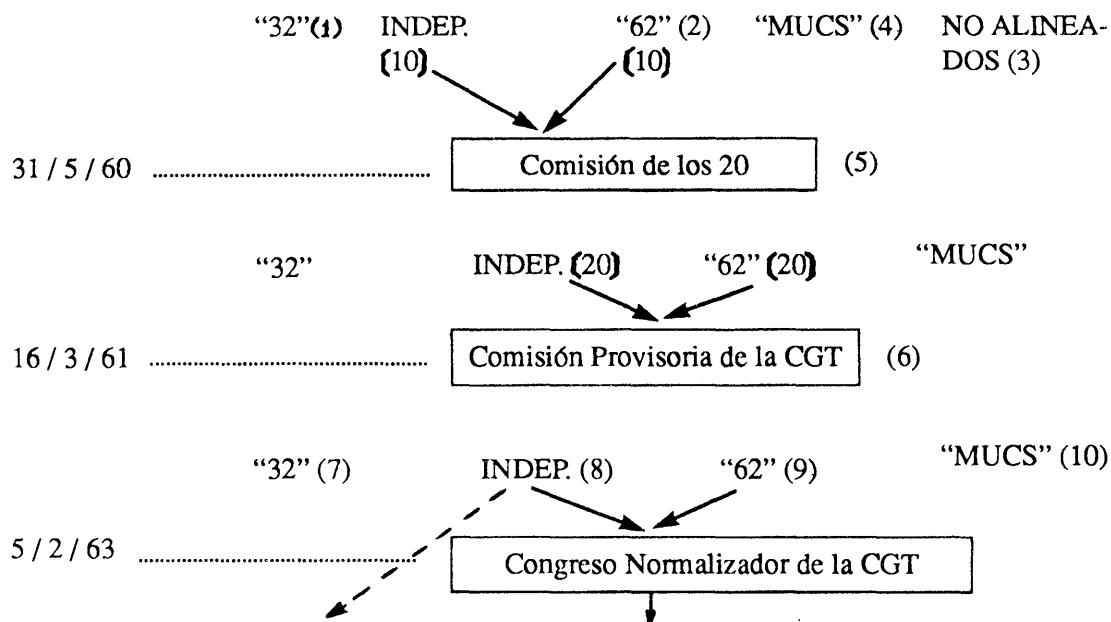 “32”(1) INDEP. “62” (2) “MUCS” (4) NO ALINEA-
(10) (10) DOS (3)
31 / 5 / 60 ................................................ Comisión de los 20 (5)
“32” INDEP. (20) “62” (20) “MUCS”
16 / 3 / 61 ................................................ Comisión Provisoria de la CGT (6)
“32” (7) INDEP. (8) “62” (9) “MUCS” (10)
5 / 2 / 63 ................................................ Congreso Normalizador de la CGT